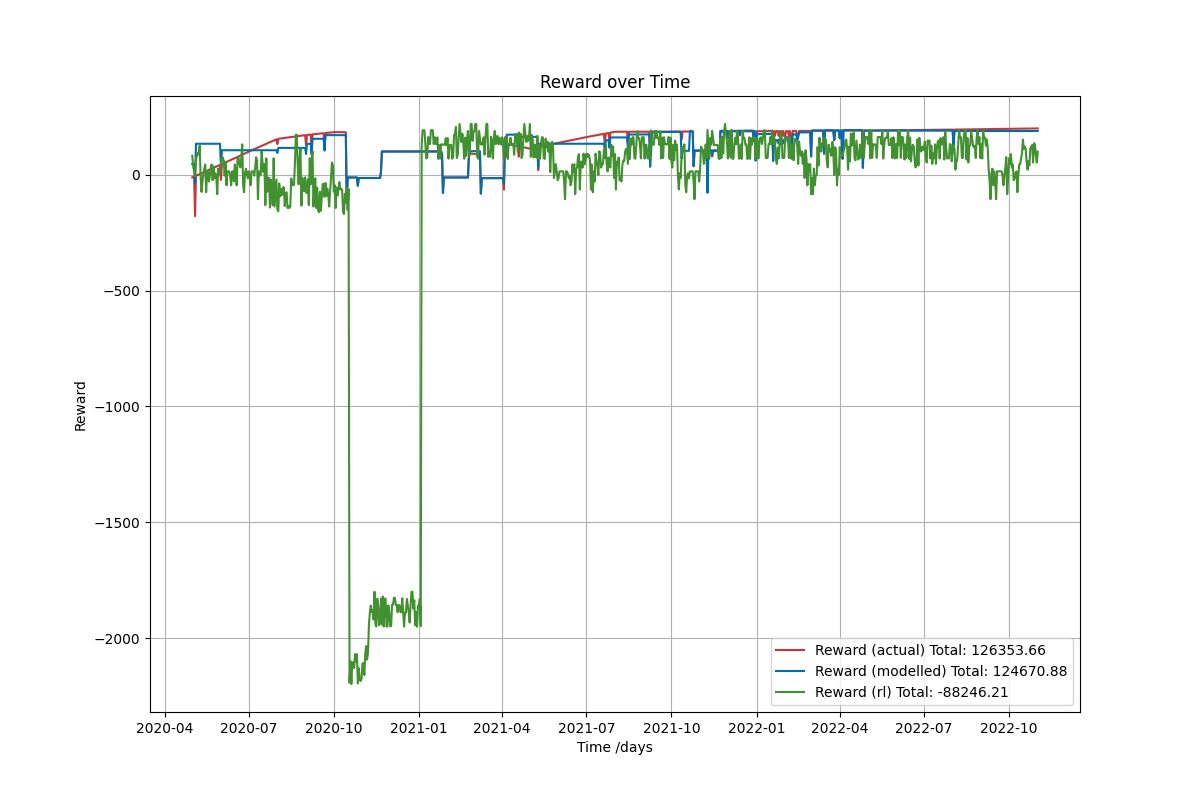 Reward over Time
Reward
0
−500
−1000
−1500
−2000
Reward (actual) Total: 126353.66
Reward (modelled) Total: 124670.88
Reward (rl) Total: -88246.21
2020-04 2020-07 2020-10 2021-01 2021-04 2021-07 2021-10 2022-01 2022-04 2022-07 2022-10
Time /days